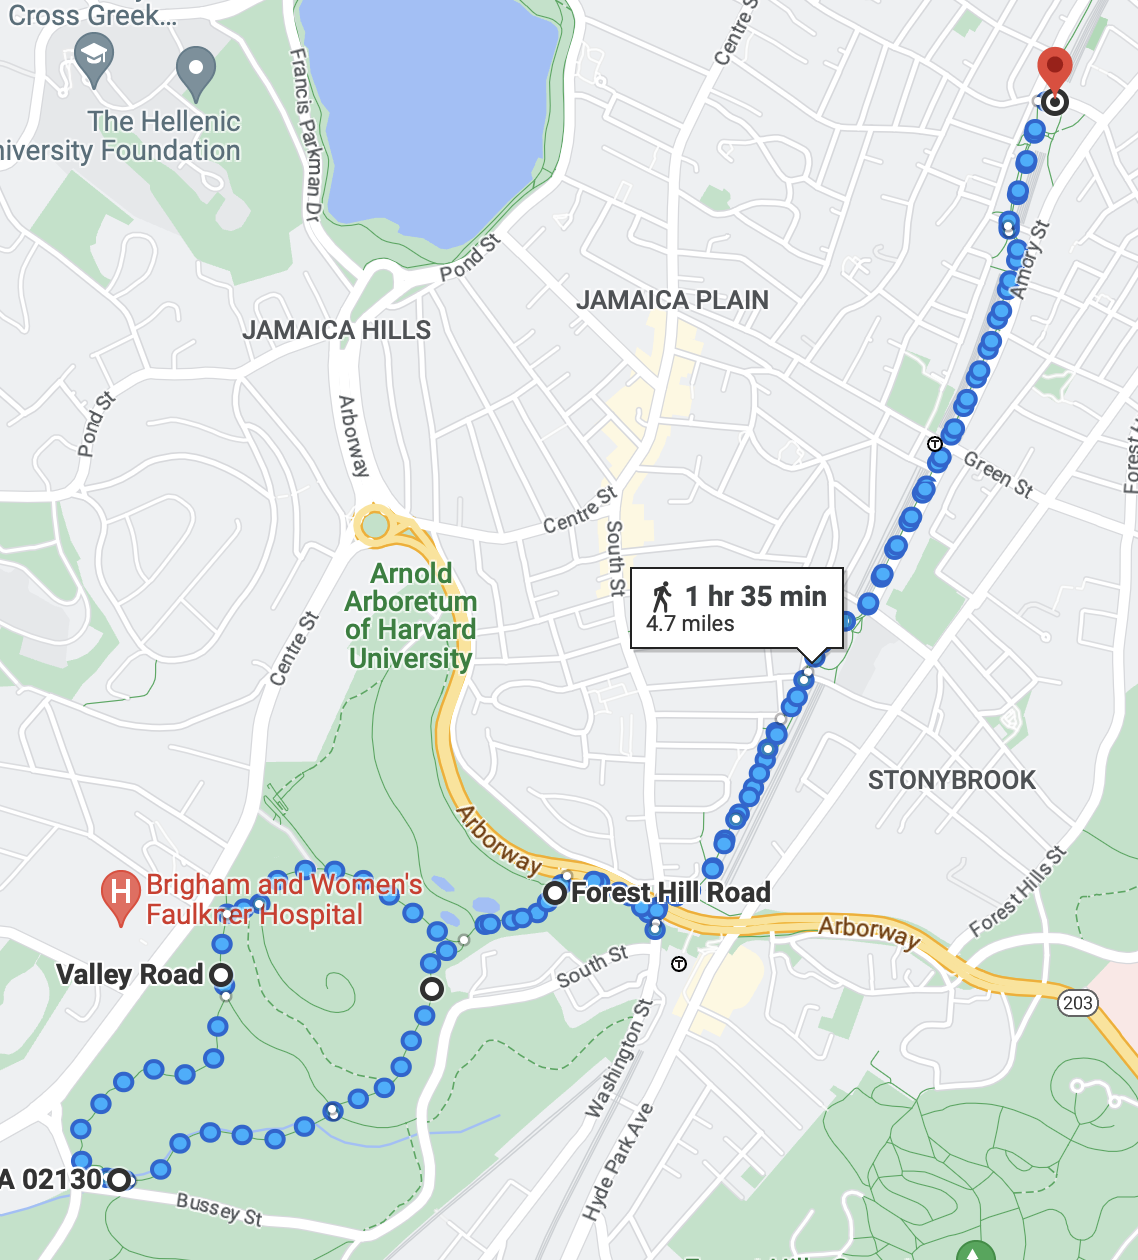 Cross Greek...
The Hellenic
niversity Foundation
Francis Parkman Dr
Centre S
Pond St
Amory St
JAMAICA PLAIN
JAMAICA HILLS
Pond St
Arborway
Green St
Forest
Centre St
South St
Arnold
Arboretum
of Harvard
University
1 hr 35 min
4.7 miles
Centre St
STONYBROOK
Arborway
Forest Hills St
Brigham and Women's
Faulkner Hospital
Forest Hill Road
Arborway
South St
Valley Road
203
Washington St
Hyde Park Ave
A 02130
Bussey St
H
T
T